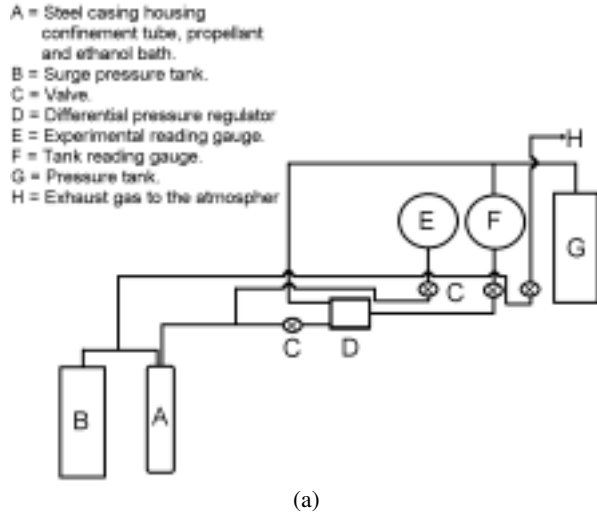 A = Steel casing housing
confinement tube, propellant
and ethanol bath.
B = Surge pressure tank.
C = Valve.
D = Differential pressure regulator
E = Experimental reading gauge.
F = Tank reading gauge.
G = Pressure tank.
H = Exhaust gas to the atmospher
H
E
F
G
C
C
D
B
A
(a)